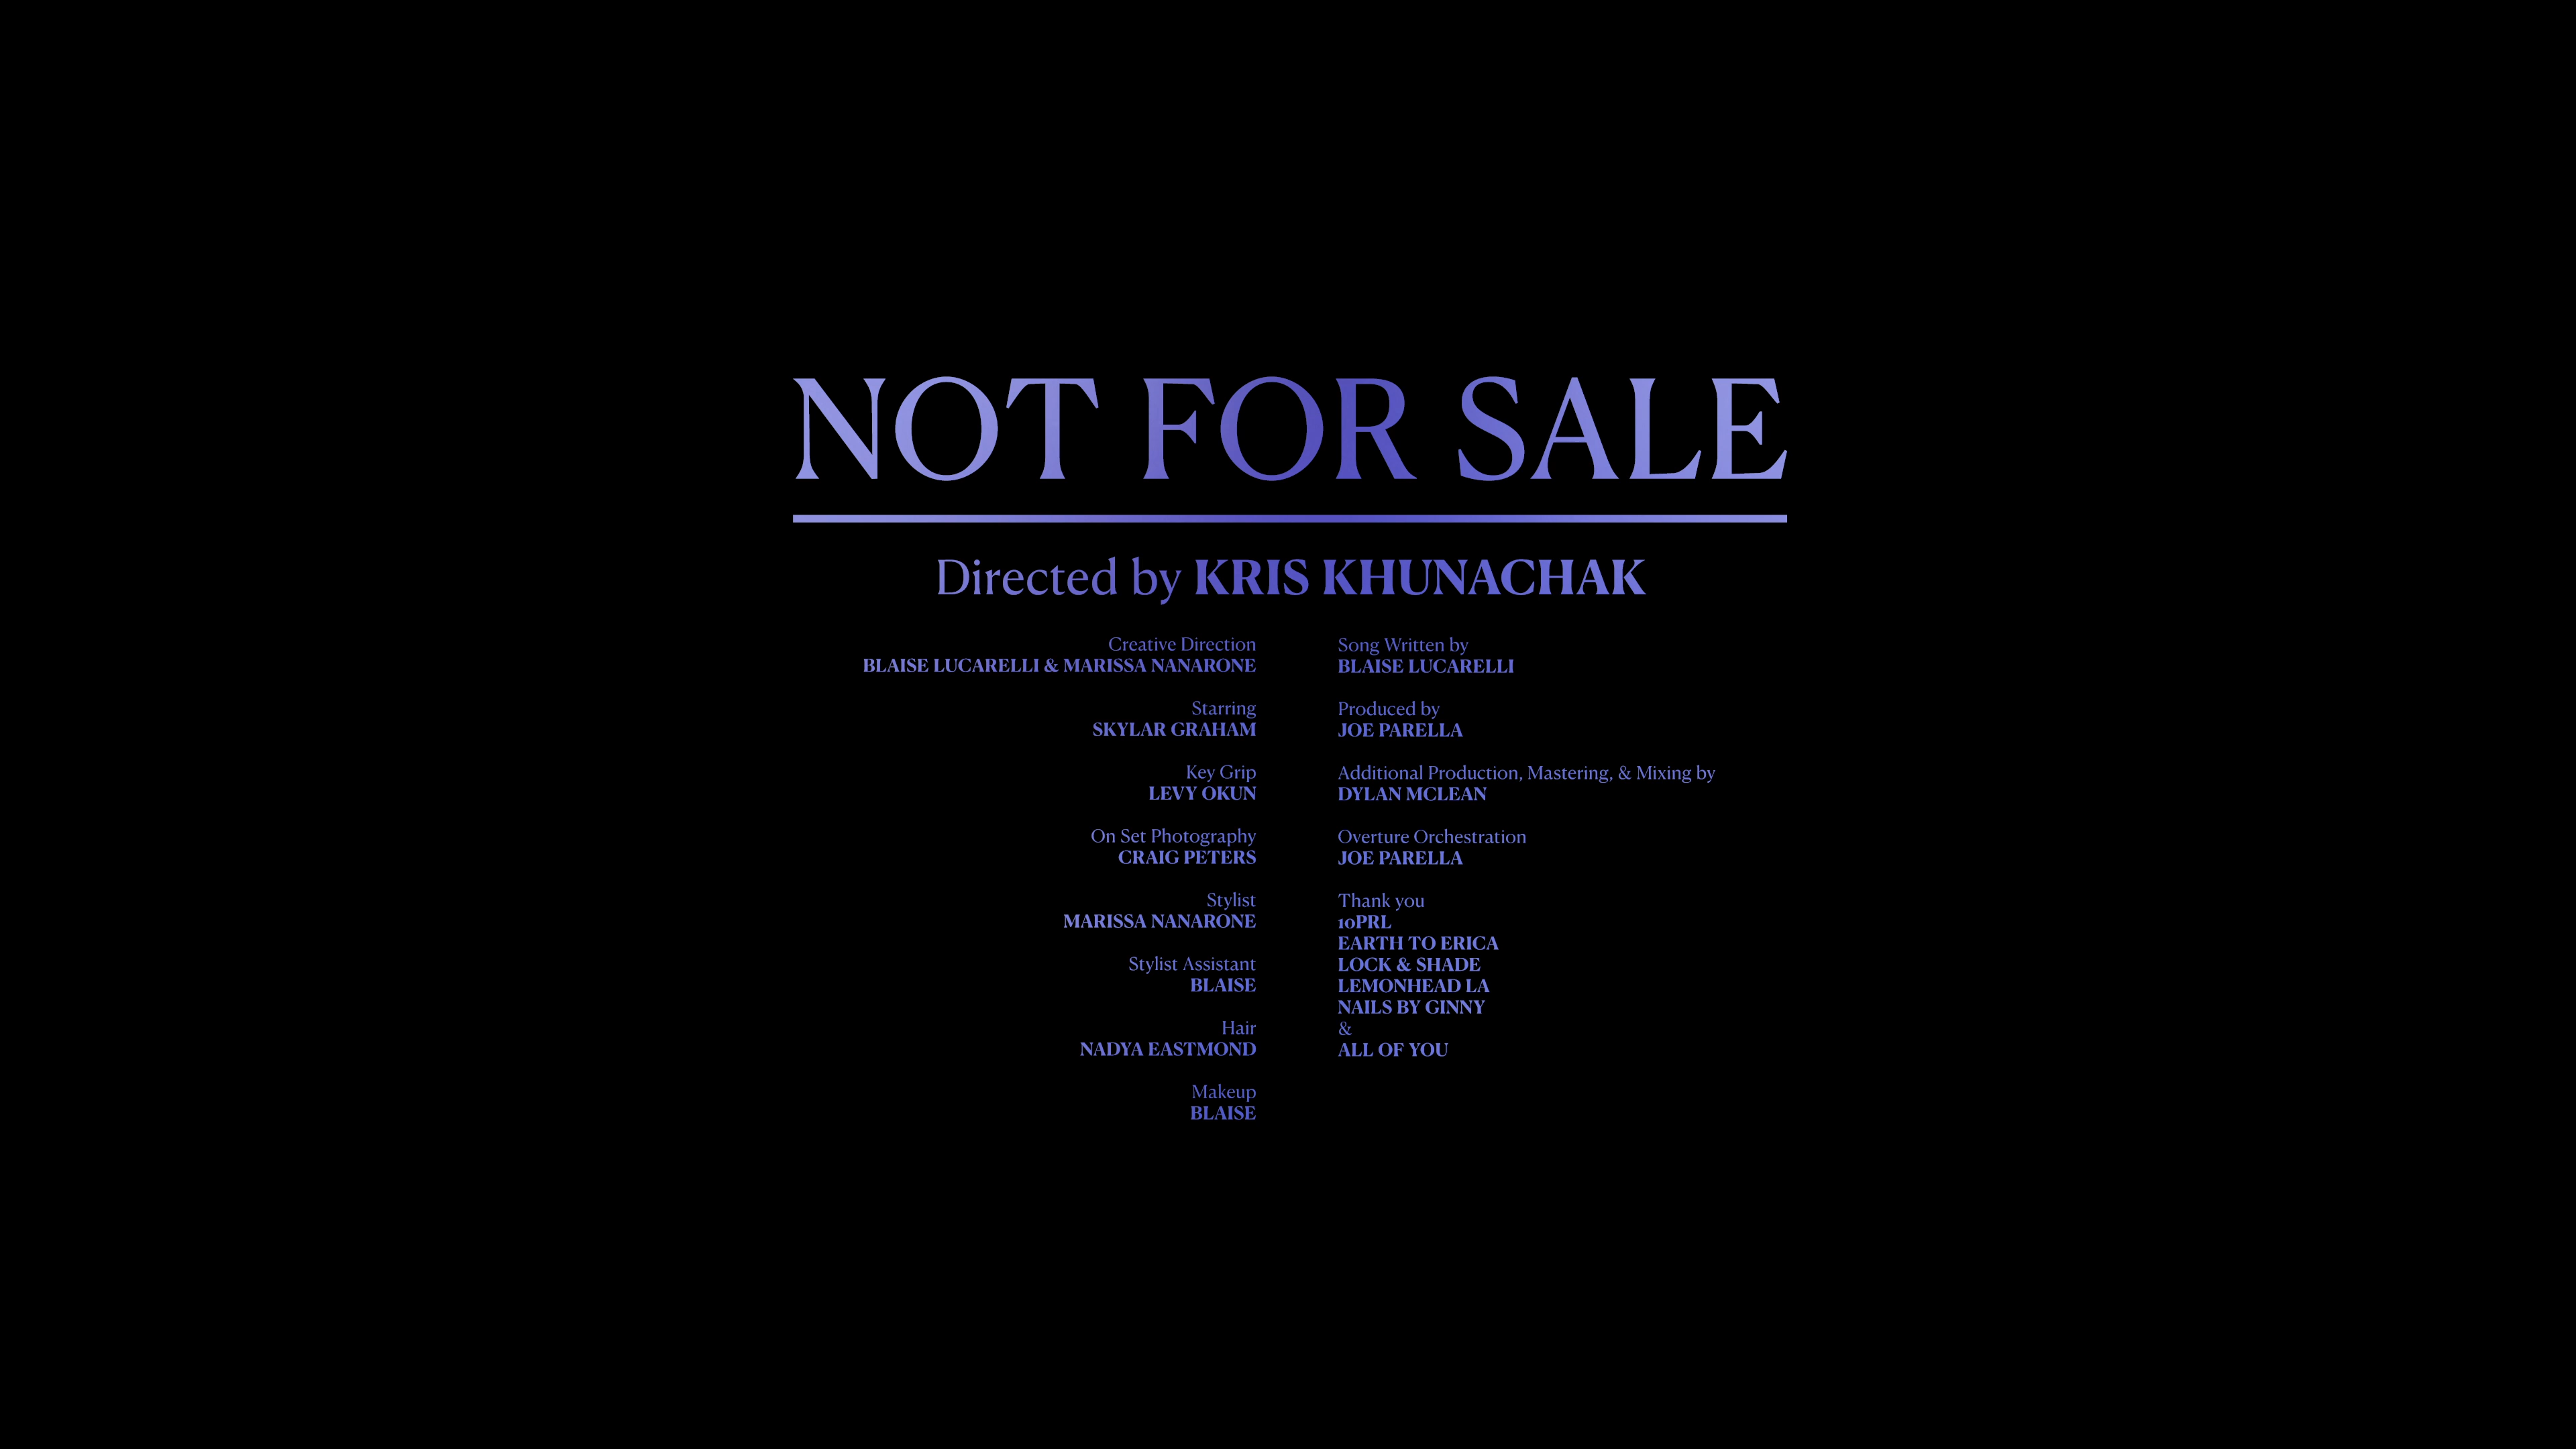 NOT FOR SALE
Directed by KRIS KHUNACHAK
Creative Direction
BLAISE LUCARELLI & MARISSA NANARONE
Starring
SKYLAR GRAHAM
Key Grip
LEVY OKUN
On Set Photography
CRAIG PETERS
Stylist
MARISSA NANARONE
Stylist Assistant
BLAISE
Hair
NADYA EASTMOND
Makeup
BLAISE
Song Written by
BLAISE LUCARELLI
Produced by
JOE PARELLA
Additional Production, Mastering, & Mixing by
DYLAN MCLEAN
Overture Orchestration
JOE PARELLA
Thank you
10PRL
EARTH TO ERICA
LOCK & SHADE
LEMONHEAD LA
NAILS BY GINNY
&
ALL OF YOU